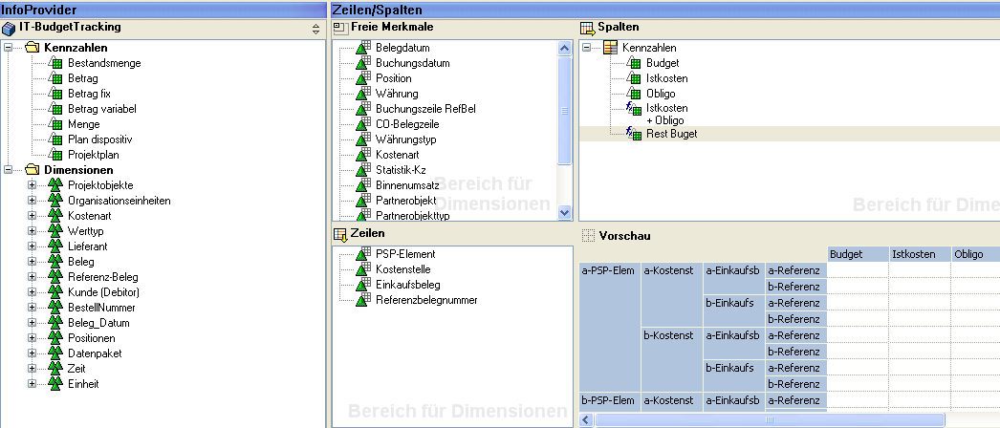 InfoProvider
IT-BudgetTracking
Kennzahlen
Bestandsmenge
Betrag
Betrag fix
Betrag variabel
Menge
Plan dispositiv
Projektplan
Dimensionen
Projektobjekte
Organisationseinheiten
Kostenart
Werttyp
Lieferant
Beleg
Referenz-Beleg
Kunde (Debitor)
BestellNummer
Beleg_Datum
Positionen
Datenpaket
Zeit
Einheit
Zeilen/Spalten
Freie Merkmale
Belegdatum
Buchungsdatum
Position
Währung
Buchungszeile RefBel
CO-Belegzeile
Währungstyp
Kostenart
Statistik-Kz
Binnenumsatz
Partnerobjekt
Partnerobjekttyp
Bereich für
Dimensionen
Spalten
Kennzahlen
Budget
Istkosten
Obligo
Istkosten
+ Obligo
Rest Buget
Bereich für Dime
Zeilen
PSP-Element
Kostenstelle
Einkaufsbeleg
Referenzbelegnummer
Bereich für Dimensionen
Vorschau
Budget Istkosten Obligo
a-PSP-Elem a-Kostenst a-Einkaufsb a-Referenz
b-Referenz
b-Einkaufs a-Referenz
b-Referenz
b-Kostenst a-Einkaufsb a-Referenz
b-Referenz
b-Einkaufs a-Referenz
b-Referenz
b-PSP-Elem a-Kostenst a-Einkaufsb a-Referenz